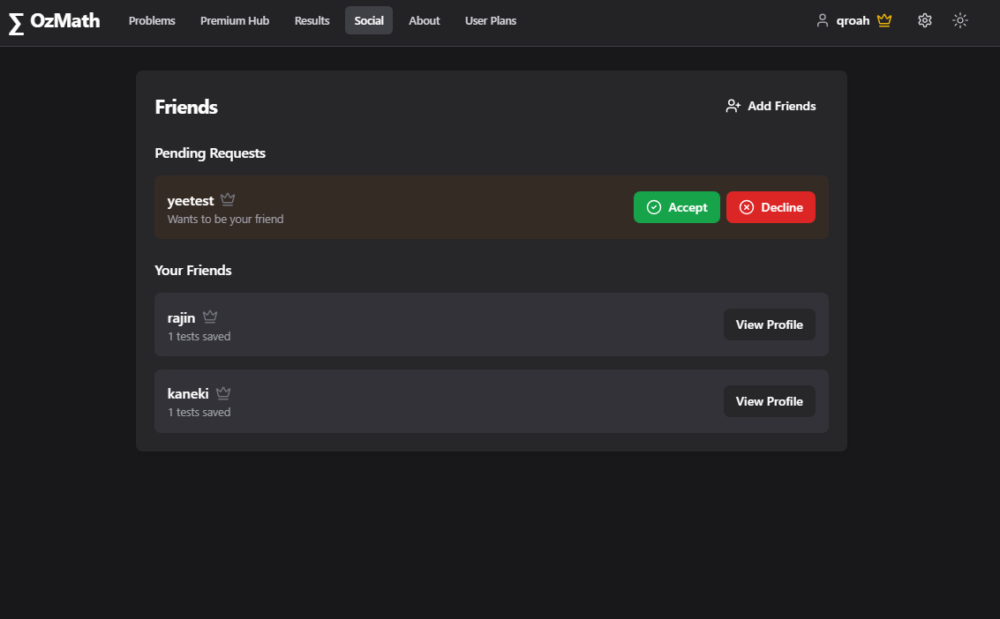 ∑ OzMath Problems Premium Hub Results Social About User Plans qroah
Friends Add Friends
Pending Requests
yeetest
Wants to be your friend
Accept Decline
Your Friends
rajin
1 tests saved
View Profile
kaneki
1 tests saved
View Profile